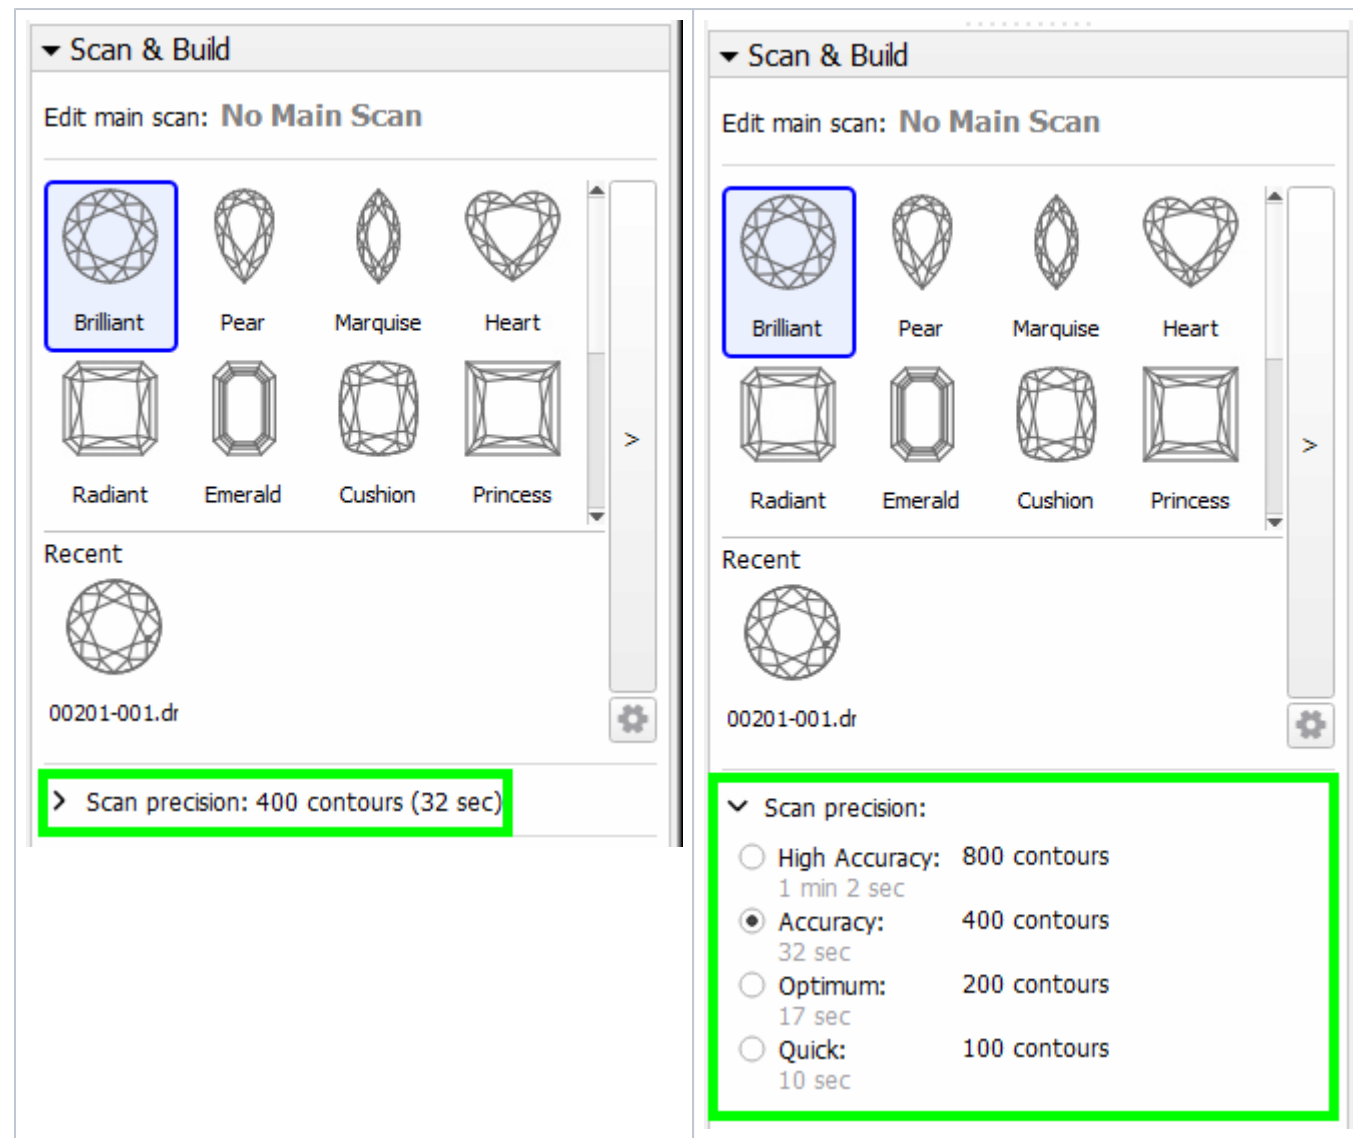 Scan & Build
Edit main scan: No Main Scan
Brilliant Pear Marquise Heart
Radiant Emerald Cushion Princess
>
Recent
00201-001.dr
Scan precision: 400 contours (32 sec)
Scan & Build
Edit main scan: No Main Scan
Brilliant Pear Marquise Heart
Radiant Emerald Cushion Princess
>
Recent
00201-001.dr
Scan precision:
High Accuracy: 800 contours
1 min 2 sec
Accuracy: 400 contours
32 sec
Optimum: 200 contours
17 sec
Quick: 100 contours
10 sec